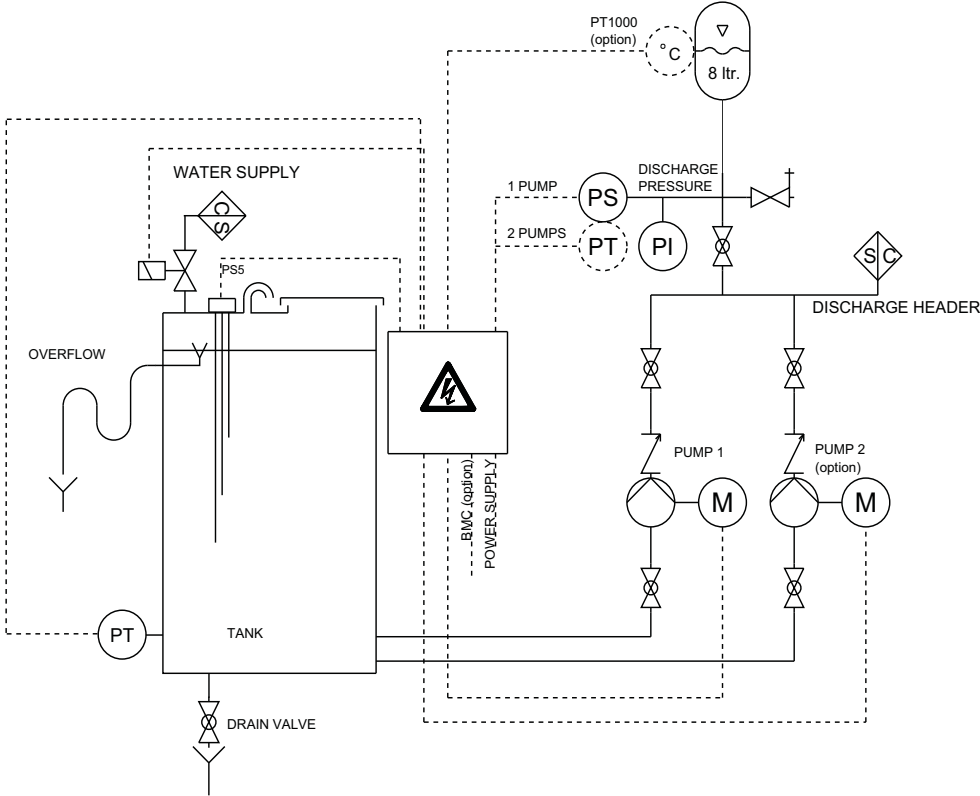 PT1000
(option)
°C
8 ltr.
WATER SUPPLY
CS
1 PUMP
PS
DISCHARGE
PRESSURE
2 PUMPS
PT
PI
SC
PS5
DISCHARGE HEADER
OVERFLOW
PUMP 1
PUMP 2
(option)
BMC (option)
POWER SUPPLY
M
M
PT
TANK
DRAIN VALVE